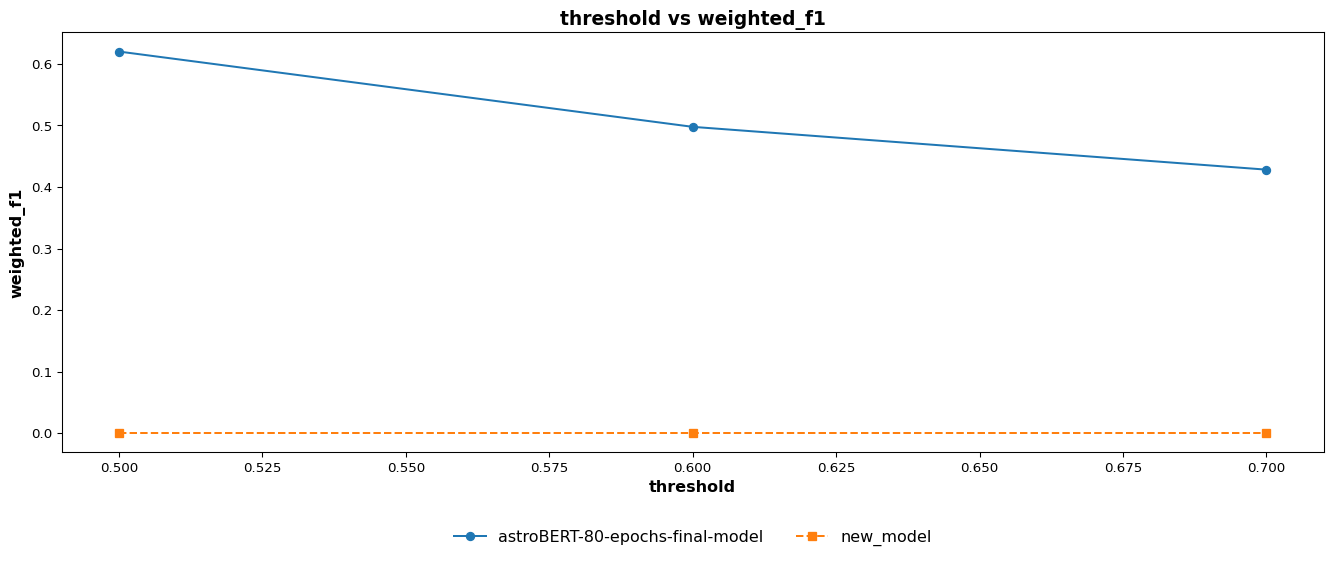 threshold vs weighted_f1
weighted_f1
0.6
0.5
0.4
0.3
0.2
0.1
0.0
0.500 0.525 0.550 0.575 0.600 0.625 0.650 0.675 0.700
threshold
astroBERT-80-epochs-final-model new_model